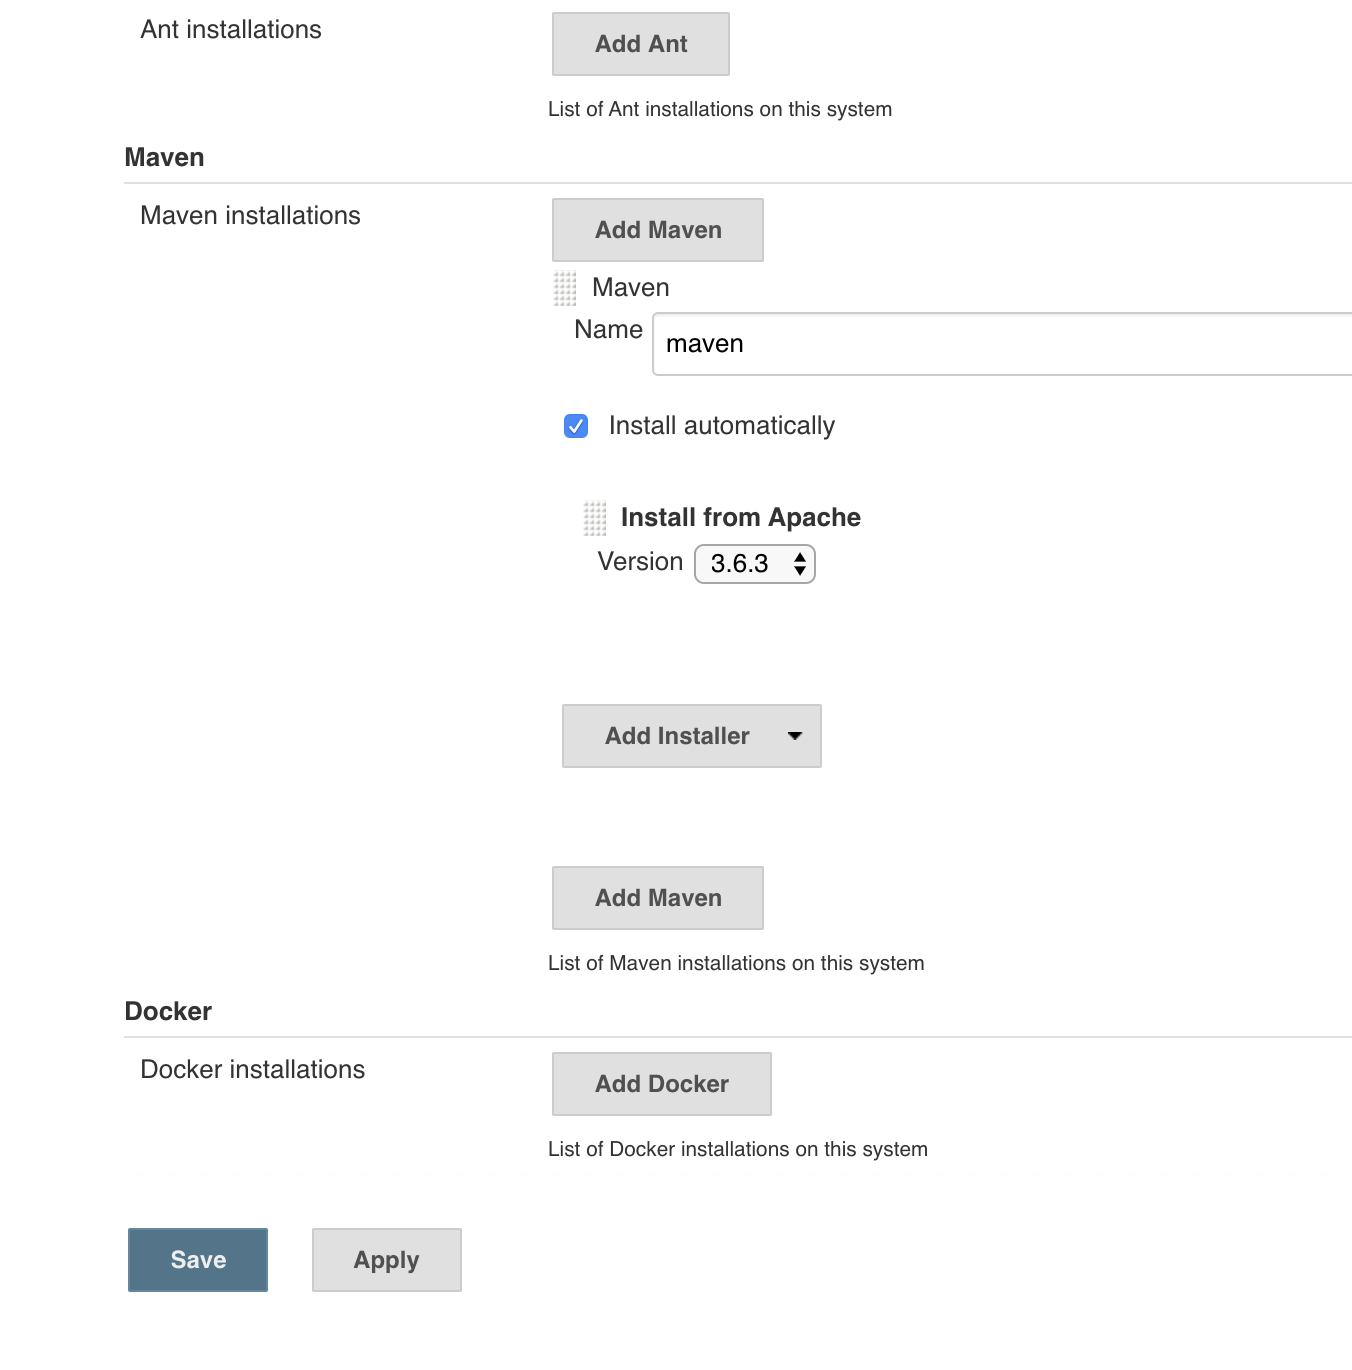 Ant installations
Add Ant
List of Ant installations on this system
Maven
Maven installations
Add Maven
Maven
Name
maven
Install automatically
Install from Apache
Version
3.6.3
Add Installer
Add Maven
List of Maven installations on this system
Docker
Docker installations
Add Docker
List of Docker installations on this system
Save
Apply